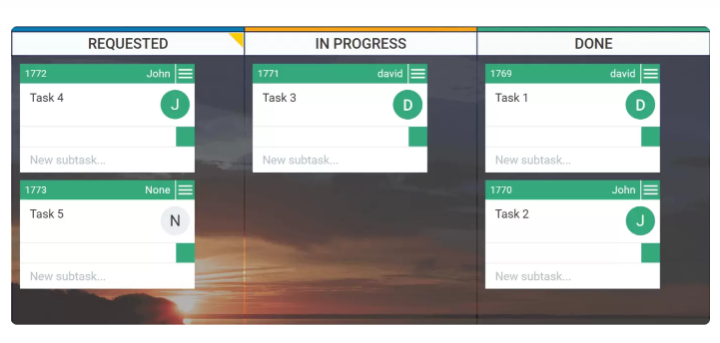 REQUESTED
IN PROGRESS
DONE
1772 John
Task 4
J
New subtask...
1773 None
Task 5
N
New subtask...
1771 david
Task 3
D
New subtask...
1769 david
Task 1
D
New subtask...
1770 John
Task 2
J
New subtask...